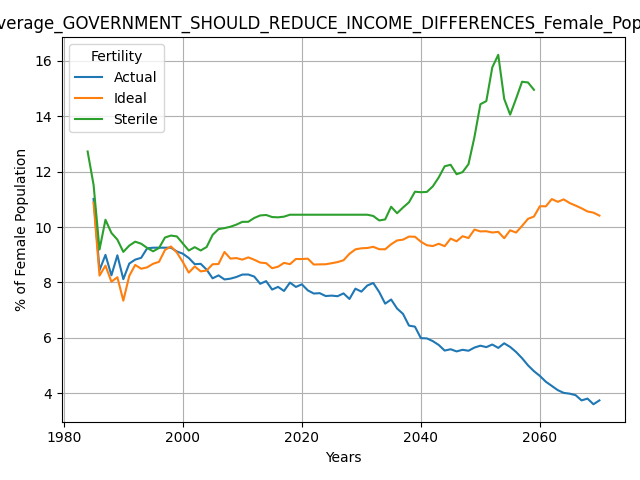 verage_GOVERNMENT_SHOULD_REDUCE_INCOME_DIFFERENCES_Female_Pop
Fertility
Actual
Ideal
Sterile
16
14
12
10
8
6
4
% of Female Population
1980 2000 2020 2040 2060
Years